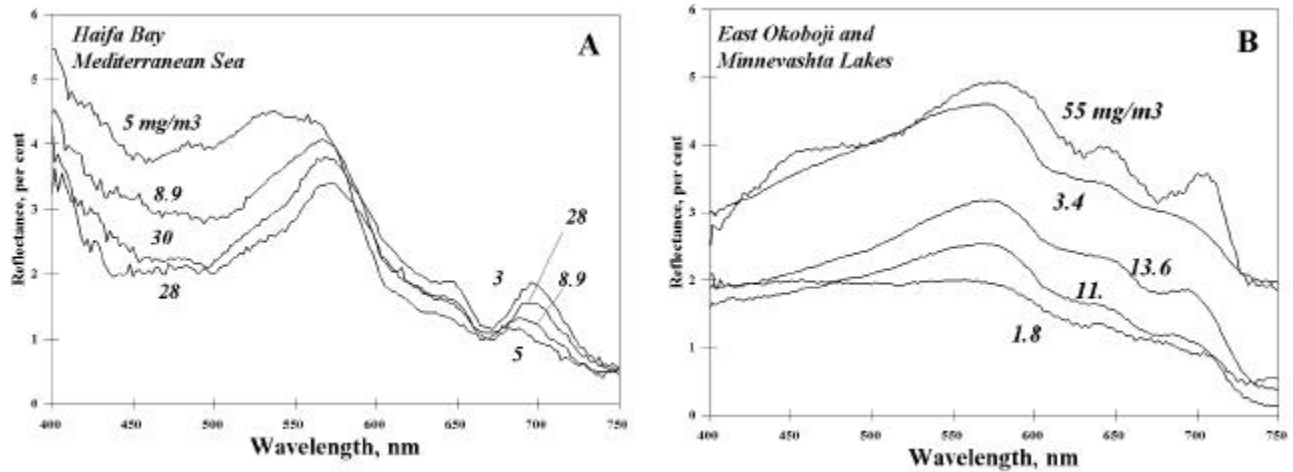 Haifa Bay
Mediterranean Sea
A
5 mg/m3
8.9
30
28
3
28
8.9
5
Reflectance, per cent
6
5
4
3
2
1
0
400 450 500 550 600 650 700 750
Wavelength, nm
East Okoboji and
Minnevashta Lakes
B
55 mg/m3
3.4
13.6
11.
1.8
Reflectance, per cent
6
5
4
3
2
1
0
400 450 500 550 600 650 700 750
Wavelength, nm